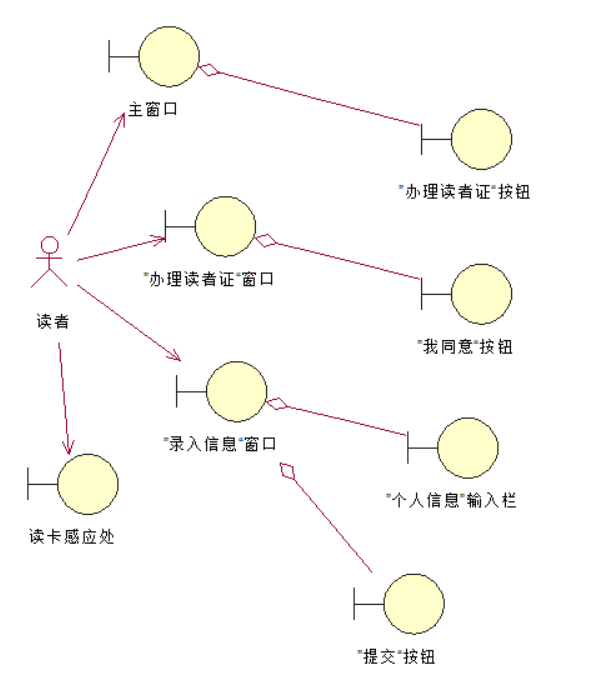 主窗口
"办理读者证"按钮
"办理读者证"窗口
读者
"我同意"按钮
"录入信息"窗口
"个人信息"输入栏
读卡感应处
"提交"按钮